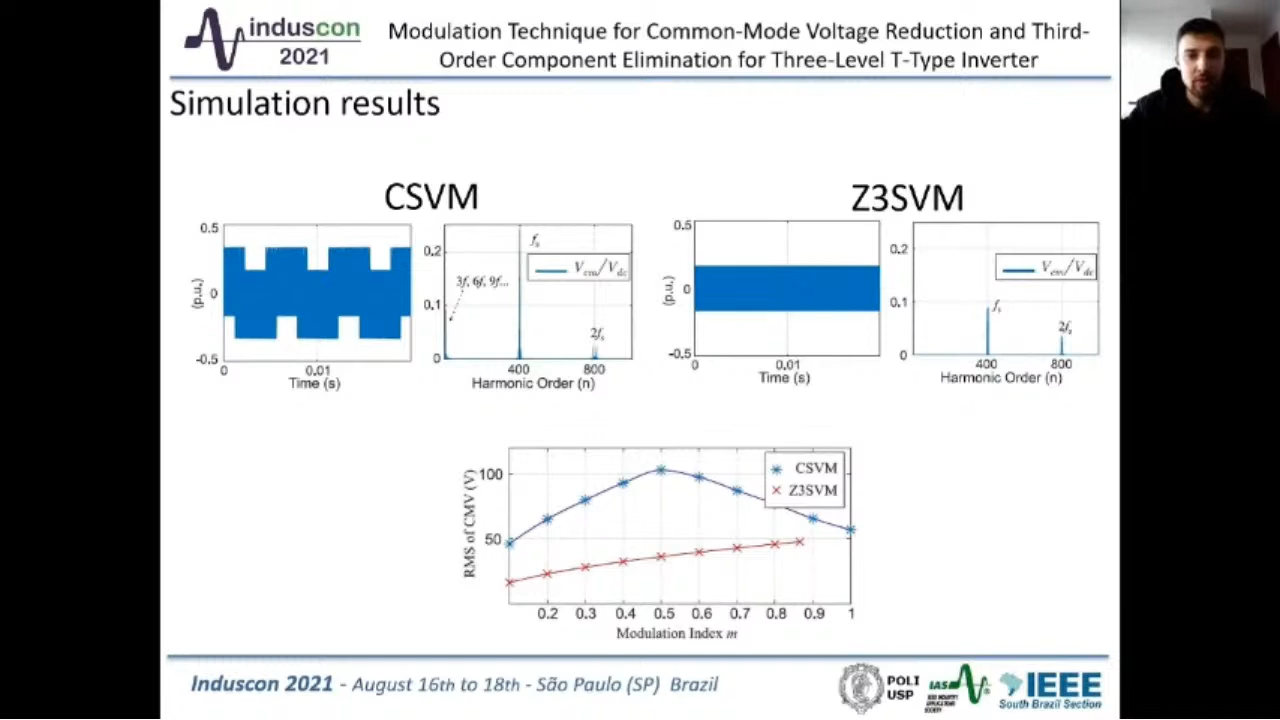 induscon
2021
Modulation Technique for Common-Mode Voltage Reduction and Third-
Order Component Elimination for Three-Level T-Type Inverter
Simulation results
CSVM
0.5
0
-0.5
(p.u.)
0
0.01
Time (s)
0.2
0.1
0
fs
Vcm/Vdc
3f, 6f, 9f...
2fs
400
800
Harmonic Order (n)
Z3SVM
0.5
0
-0.5
(p.u.)
0
0.01
Time (s)
0.2
0.1
0
Vcm/Vdc
fs
2fs
400
800
Harmonic Order (n)
RMS of CMV (V)
100
50
CSVM
Z3SVM
0.2 0.3 0.4 0.5 0.6 0.7 0.8 0.9 1
Modulation Index m
Induscon 2021 - August 16th to 18th - São Paulo (SP) Brazil
POLI
USP
IAS
IEEE INDUSTRY
APPLICATIONS
SOCIETY
IEEE
South Brazil Section